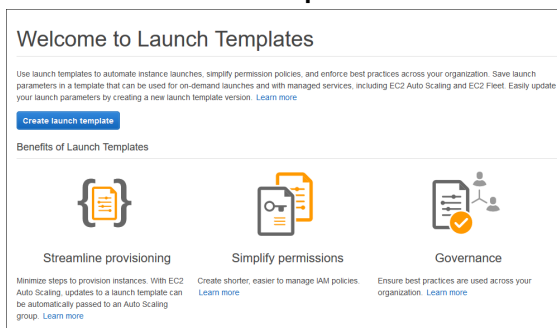 Welcome to Launch Templates
Use launch templates to automate instance launches, simplify permission policies, and enforce best practices across your organization. Save launch
parameters in a template that can be used for on-demand launches and with managed services, including EC2 Auto Scaling and EC2 Fleet. Easily update
your launch parameters by creating a new launch template version. Learn more
Create launch template
Benefits of Launch Templates
Streamline provisioning
Minimize steps to provision instances. With EC2
Auto Scaling, updates to a launch template can
be automatically passed to an Auto Scaling
group. Learn more
Simplify permissions
Create shorter, easier to manage IAM policies.
Learn more
Governance
Ensure best practices are used across your
organization. Learn more